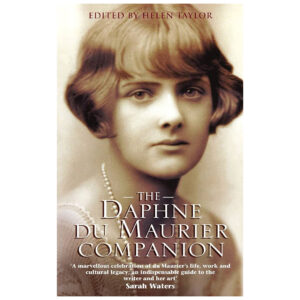 EDITED BY HELEN TAYLOR
– THE –
DAPHNE
DU MAURIER
COMPANION
'A marvellous celebration of du Maurier's life, work and
cultural legacy: an indispensable guide to the
writer and her art'
Sarah Waters